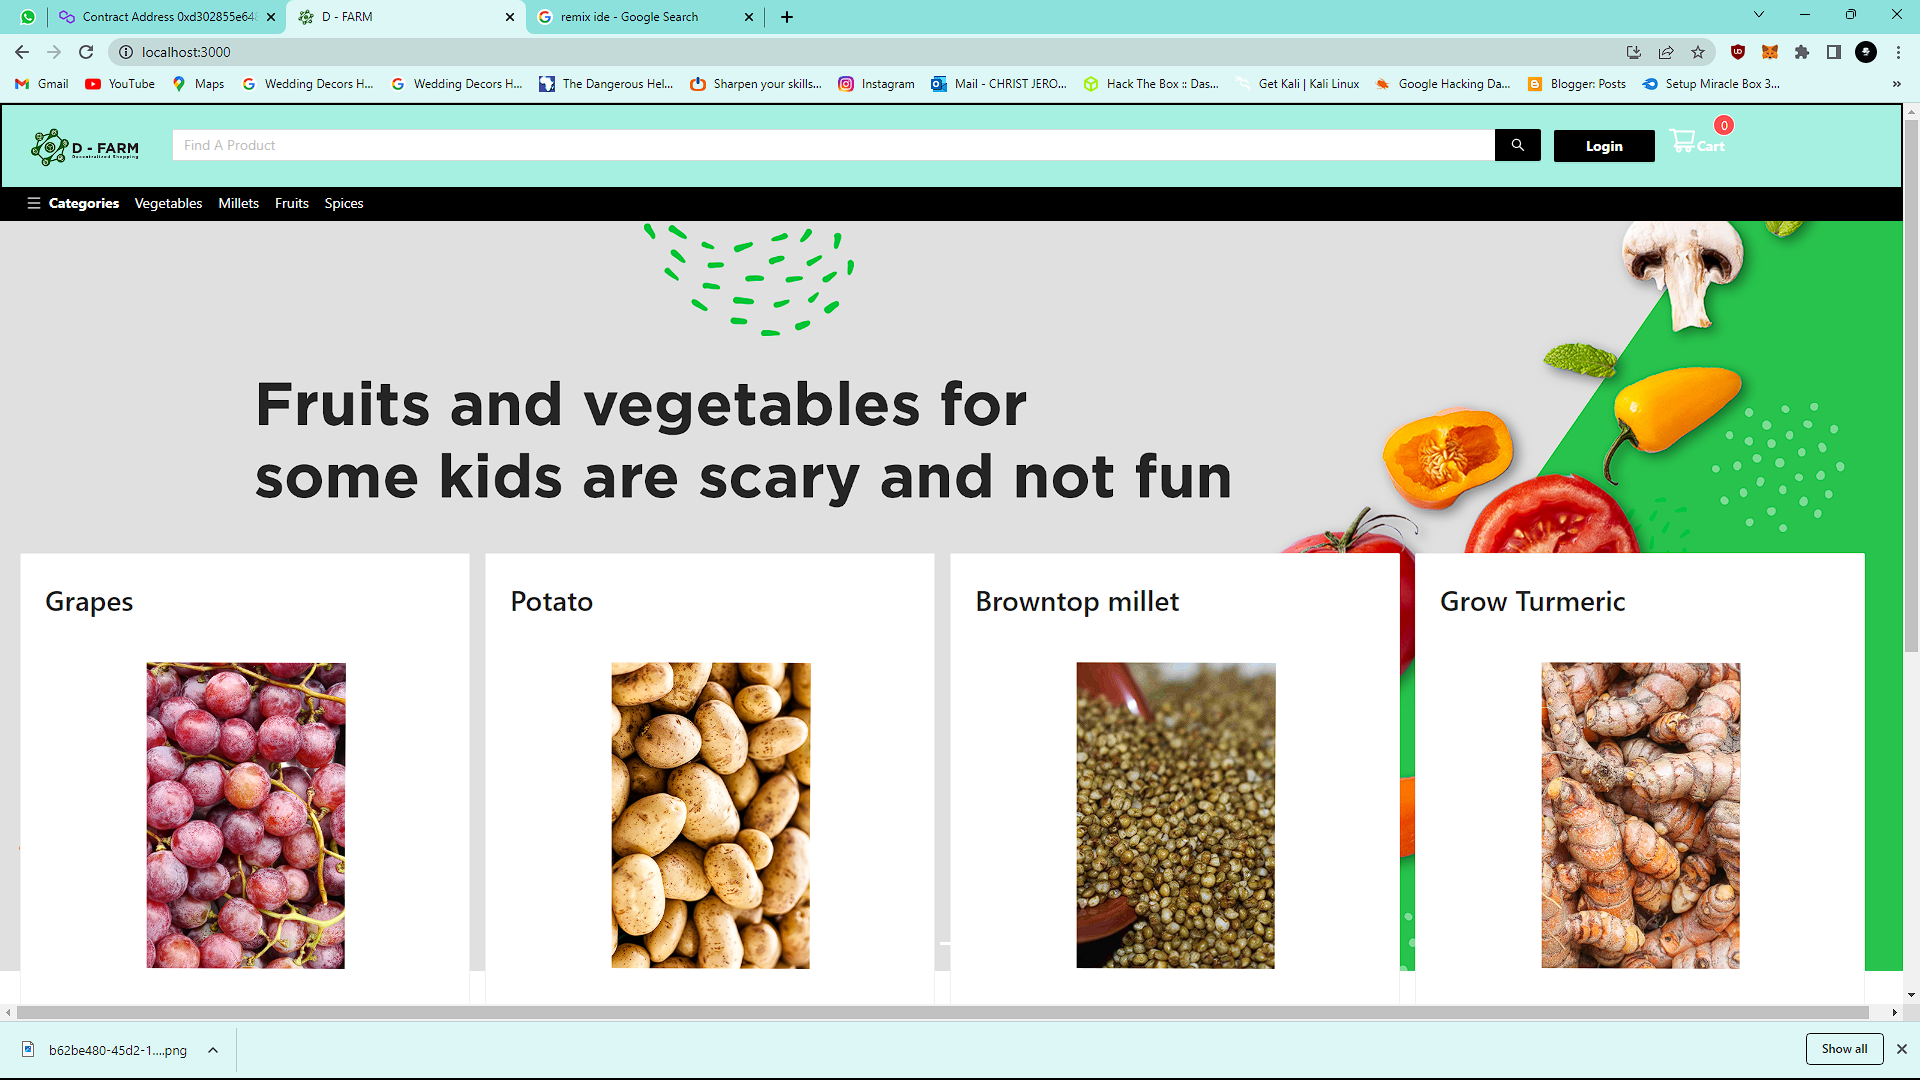 Contract Address 0xd302855e648
D - FARM
remix ide - Google Search
localhost:3000
Gmail
YouTube
Maps
Wedding Decors H...
Wedding Decors H...
The Dangerous Hel...
Sharpen your skills...
Instagram
Mail - CHRIST JERO...
Hack The Box :: Das...
Get Kali | Kali Linux
Google Hacking Da...
Blogger: Posts
Setup Miracle Box 3...
»
D - FARM
Decentralized Shopping
Find A Product
Login
0
Cart
Categories
Vegetables
Millets
Fruits
Spices
Fruits and vegetables for
some kids are scary and not fun
Grapes
Potato
Browntop millet
Grow Turmeric
b62be480-45d2-1....png
Show all